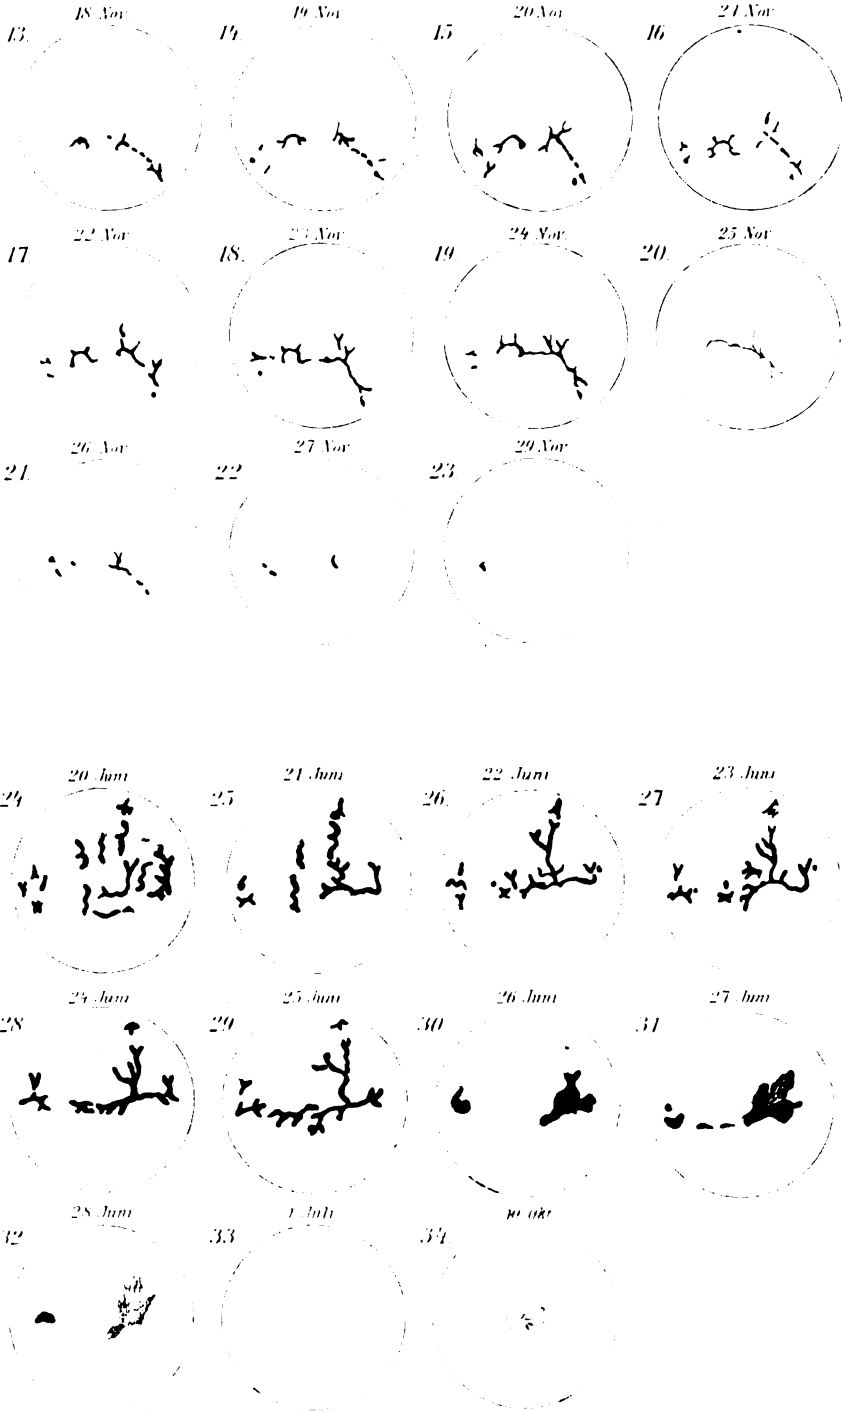 18 Nov 19 Nov 20 Nov 21 Nov
13. 14. 15 16
22 Nov 23 Nov 24 Nov. 25 Nov
17. 18. 19. 20.
26 Nov 27 Nov 29 Nov
21. 22 23.
20 Juni 21 Juni 22 Juni 23 Juni
24 25 26. 27
24 Juni 25 Juni 26 Juni 27 Juni
28 29 30 31
28 Juni 1 Juli 10 Okt
32 33 34.